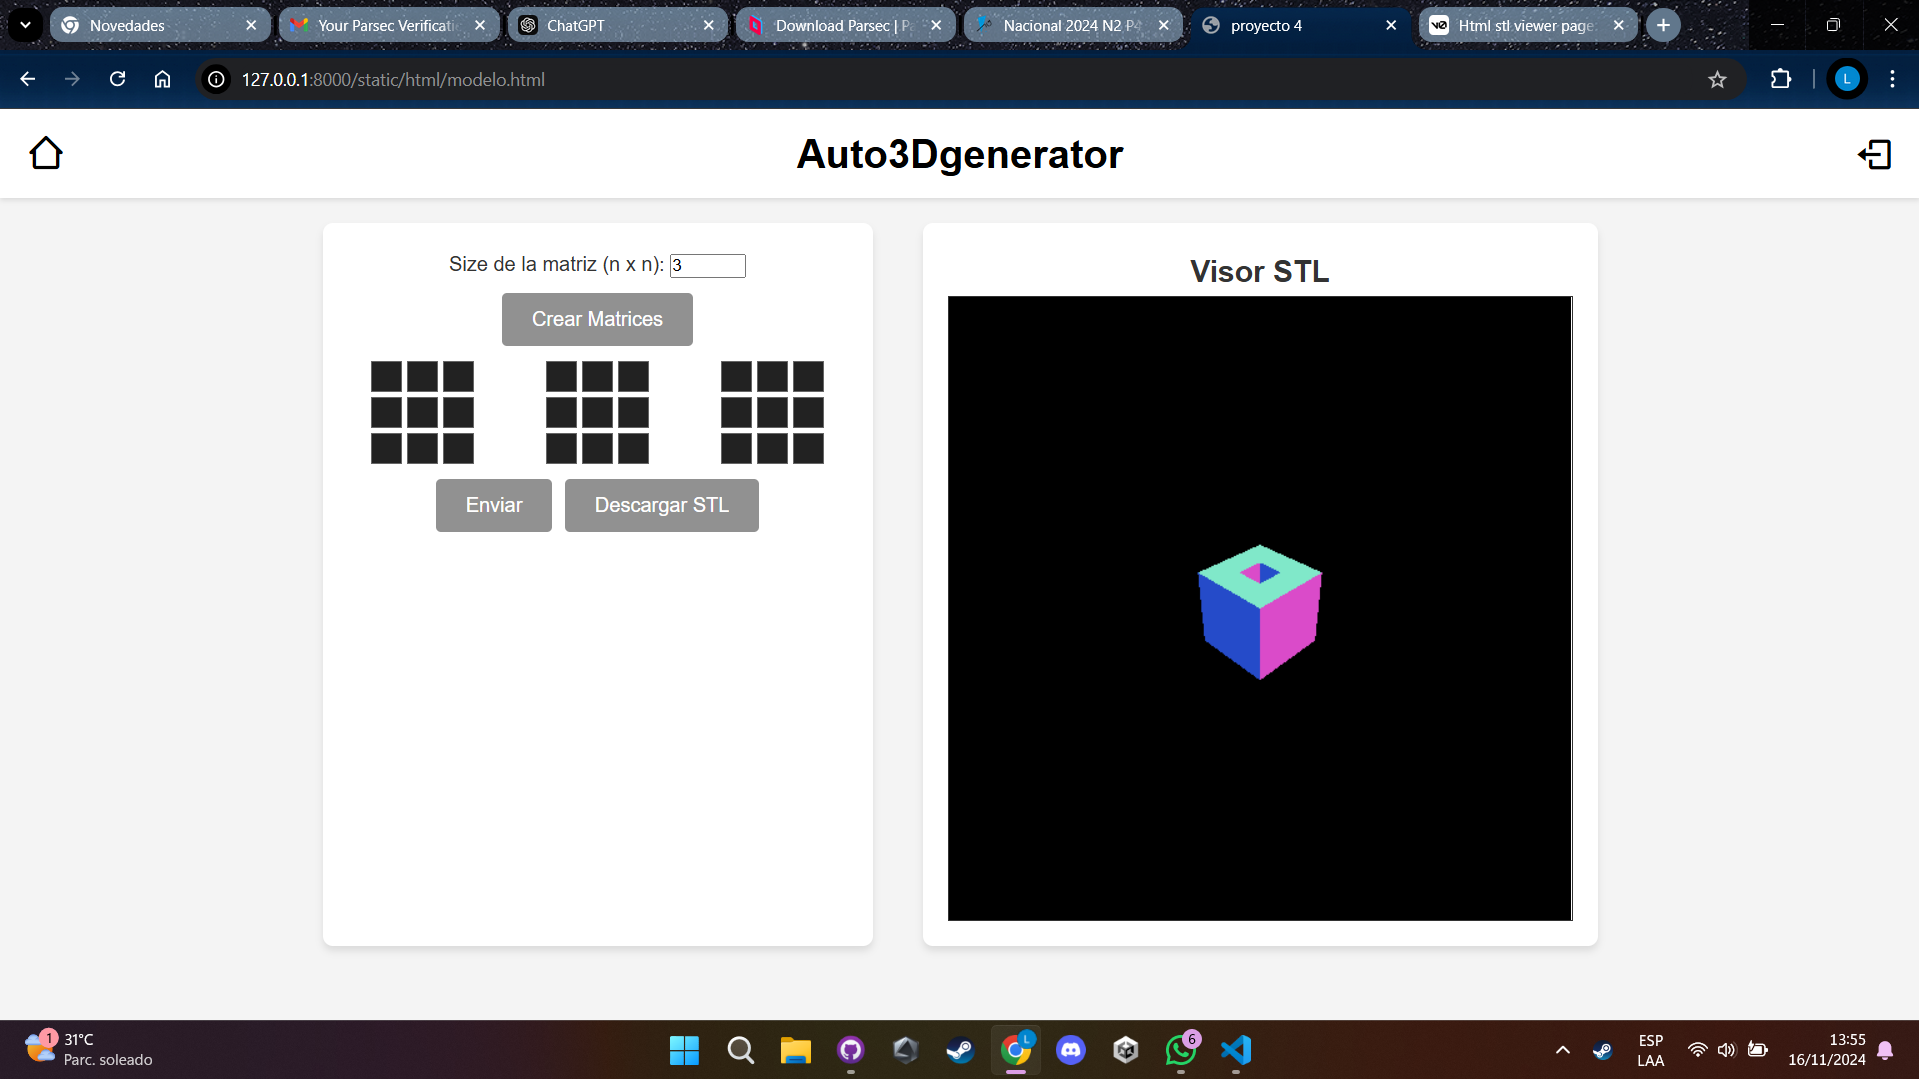 Novedades
Your Parsec Verificati
ChatGPT
Download Parsec | P
Nacional 2024 N2 P4
proyecto 4
Html stl viewer page
127.0.0.1:8000/static/html/modelo.html
L
Auto3Dgenerator
Size de la matriz (n x n): 3
Crear Matrices
Enviar
Descargar STL
Visor STL
1
31°C
Parc. soleado
L
6
ESP
LAA
13:55
16/11/2024